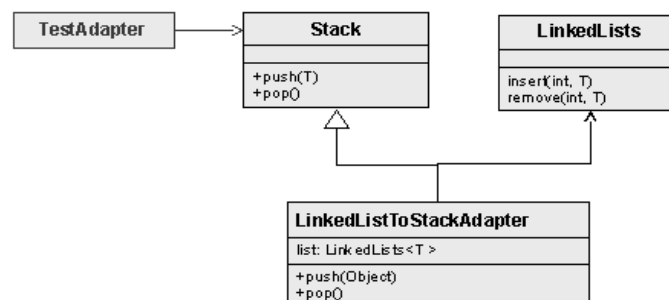 TestAdapter
Stack
+push(T)
+pop()
LinkedLists
insert(int, T)
remove(int, T)
LinkedListToStackAdapter
list: LinkedLists<T >
+push(Object)
+pop()